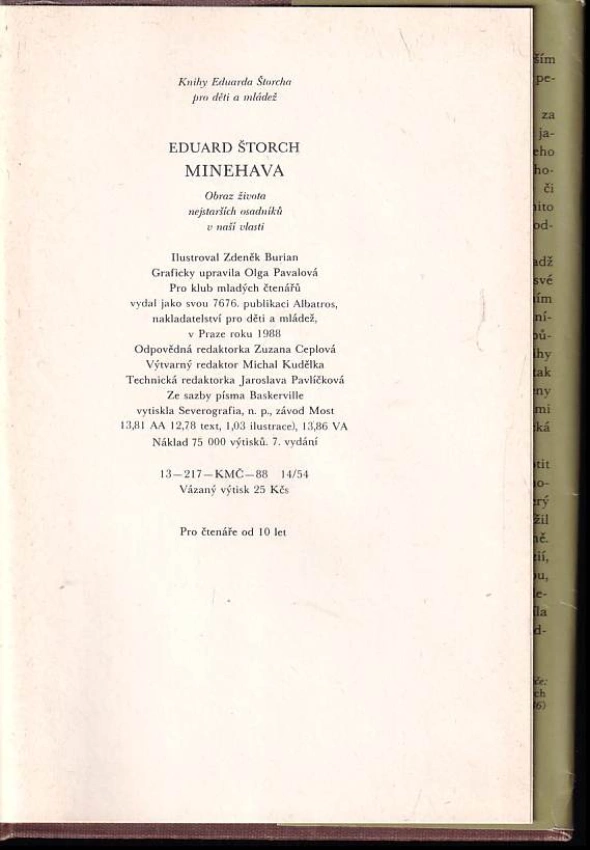 Knihy Eduarda Štorcha
pro děti a mládež
EDUARD ŠTORCH
MINEHAVA
Obraz života
nejstarších osadníků
v naší vlasti
Ilustroval Zdeněk Burian
Graficky upravila Olga Pavalová
Pro klub mladých čtenářů
vydal jako svou 7676. publikaci Albatros,
nakladatelství pro děti a mládež,
v Praze roku 1988
Odpovědná redaktorka Zuzana Ceplová
Výtvarný redaktor Michal Kudělka
Technická redaktorka Jaroslava Pavlíčková
Ze sazby písma Baskerville
vytiskla Severografia, n. p., závod Most
13,81 AA 12,78 text, 1,03 ilustrace), 13,86 VA
Náklad 75 000 výtisků. 7. vydání
13—217—KMČ—88 14/54
Vázaný výtisk 25 Kčs
Pro čtenáře od 10 let